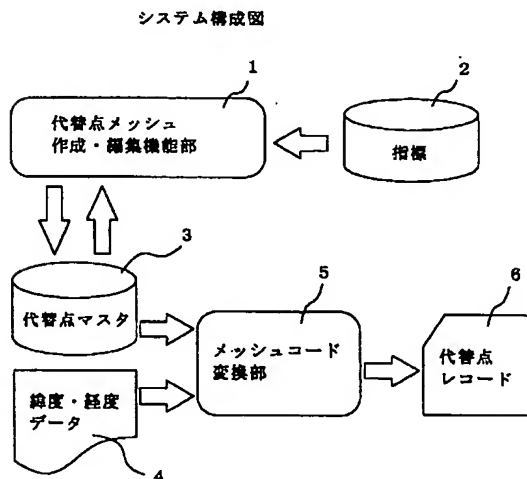 システム構成図
1
2
代替点メッシュ
作成・編集機能部
指標
3
代替点マスタ
5
6
メッシュコード
変換部
代替点
レコード
緯度・経度
データ
4